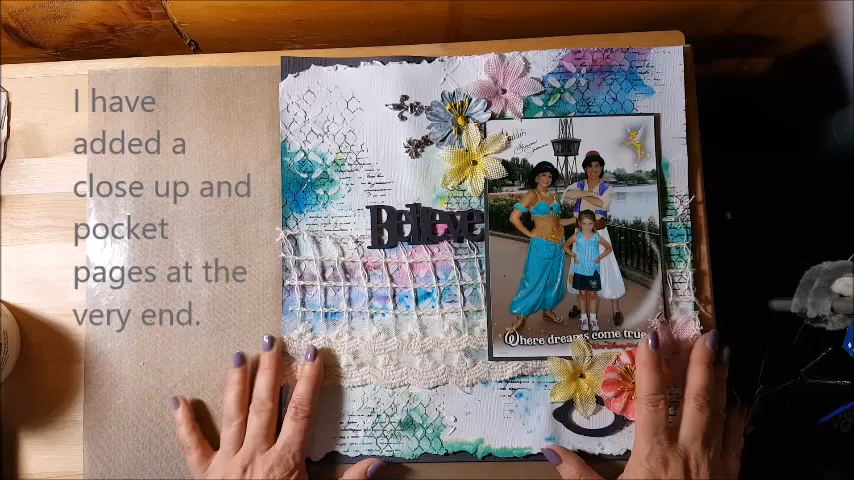 I have
added a
close up and
pocket
pages at the
very end.
Believe
Where dreams come true